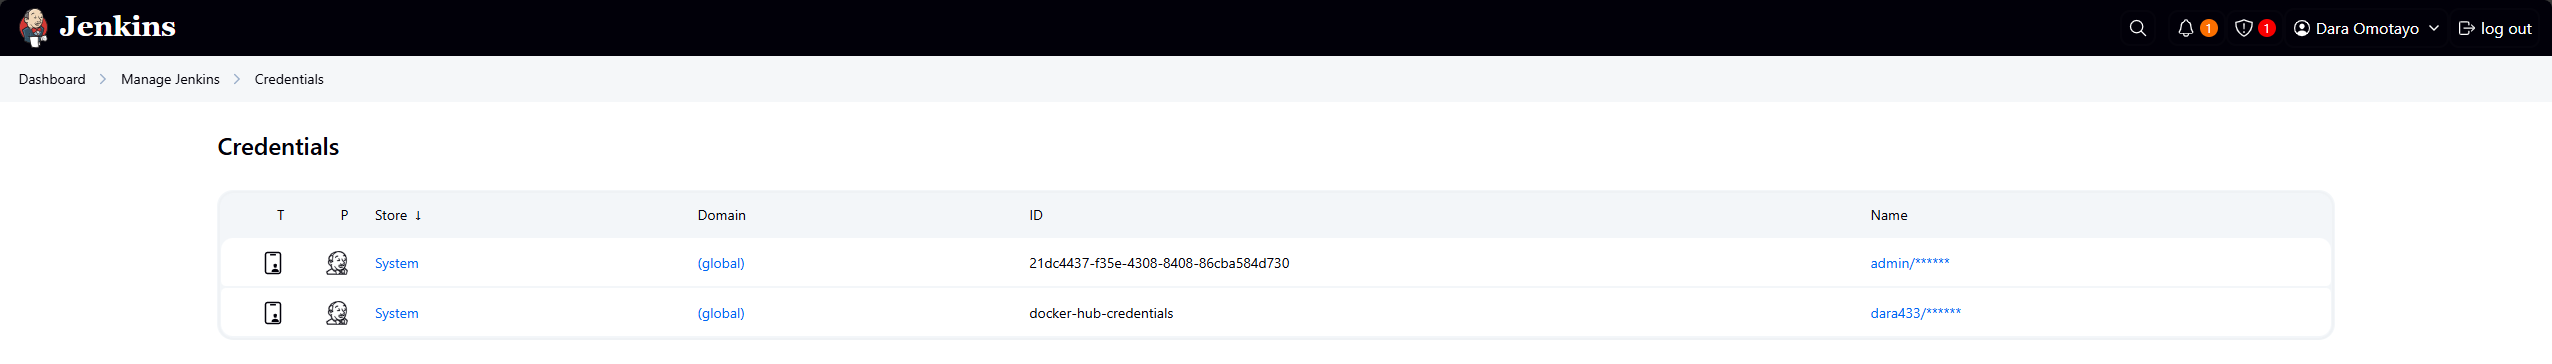 Jenkins 1 1 Dara Omotayo log out
Dashboard Manage Jenkins Credentials
Credentials
T P Store ↓ Domain ID Name
System (global) 21dc4437-f35e-4308-8408-86cba584d730 admin/******
System (global) docker-hub-credentials dara433/******